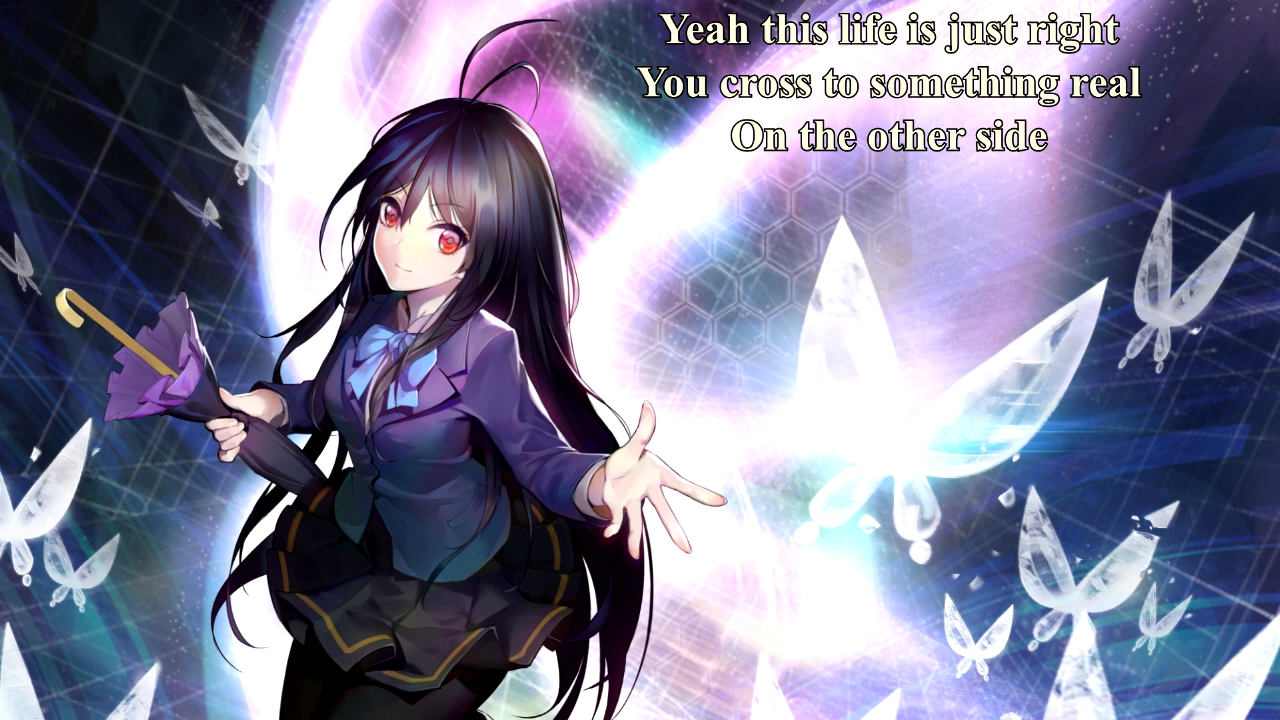 Yeah this life is just right
You cross to something real
On the other side